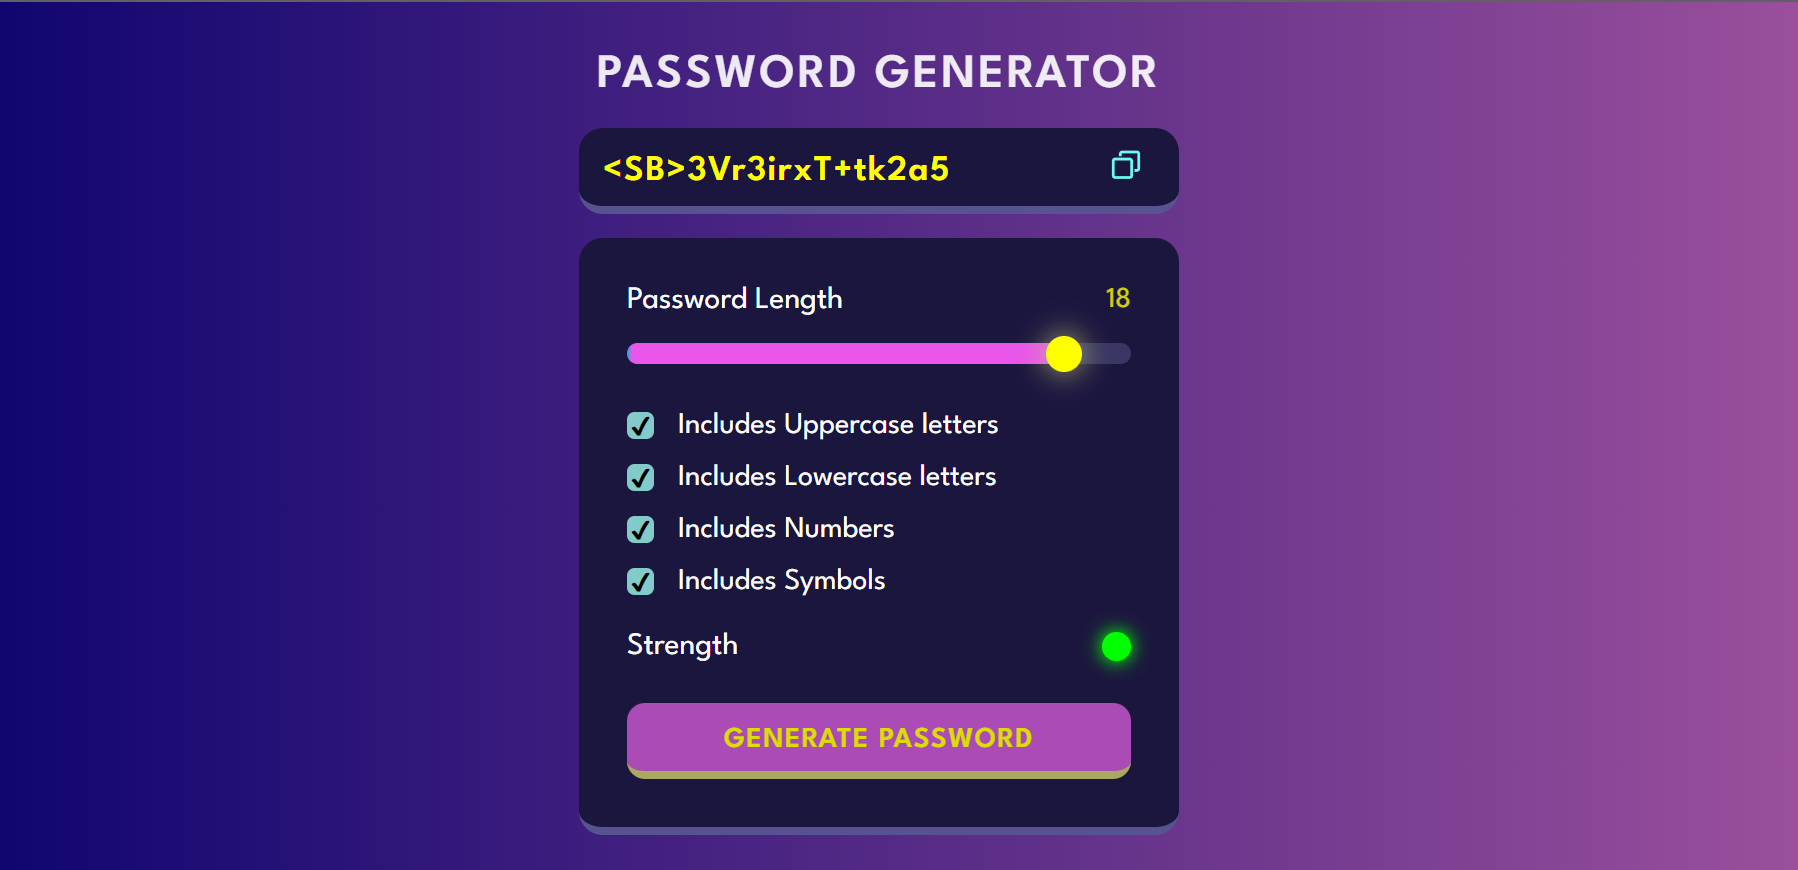 PASSWORD GENERATOR
<SB>3Vr3irxT+tk2a5
Password Length 18
Includes Uppercase letters
Includes Lowercase letters
Includes Numbers
Includes Symbols
Strength
GENERATE PASSWORD